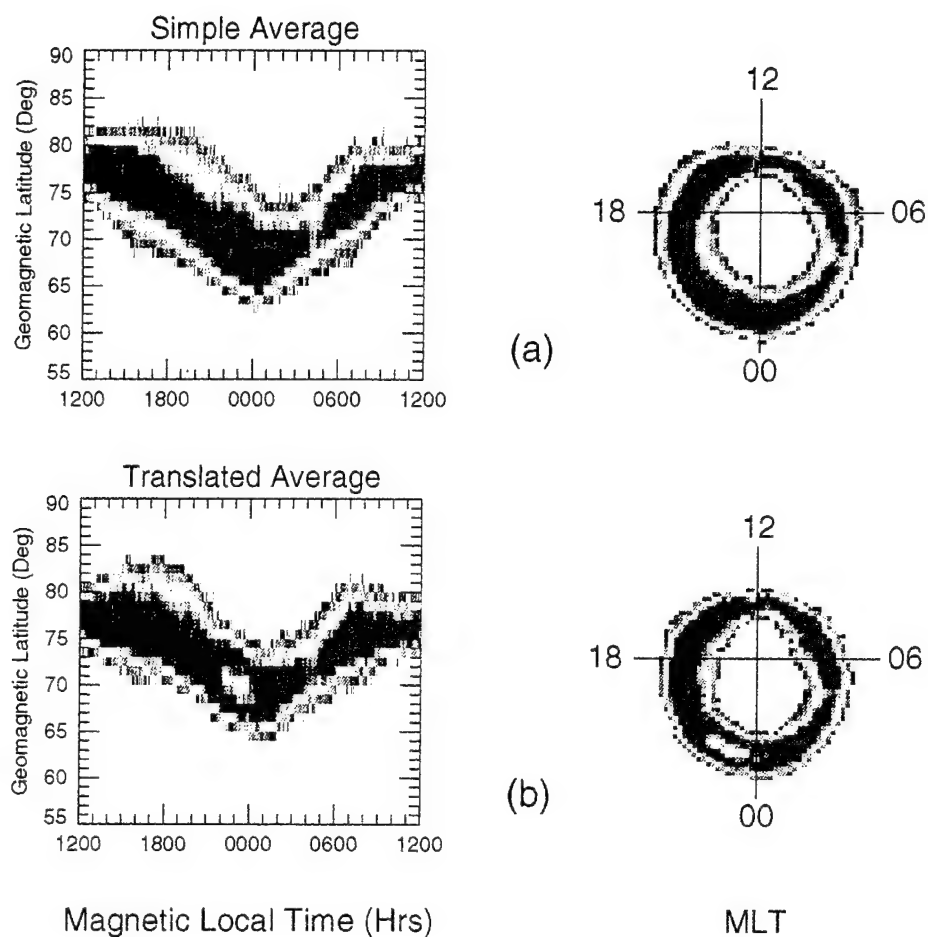 Simple Average
Geomagnetic Latitude (Deg)
90
85
80
75
70
65
60
55
1200 1800 0000 0600 1200
12
18
06
00
(a)
Translated Average
Geomagnetic Latitude (Deg)
90
85
80
75
70
65
60
55
1200 1800 0000 0600 1200
12
18
06
00
(b)
Magnetic Local Time (Hrs)
MLT